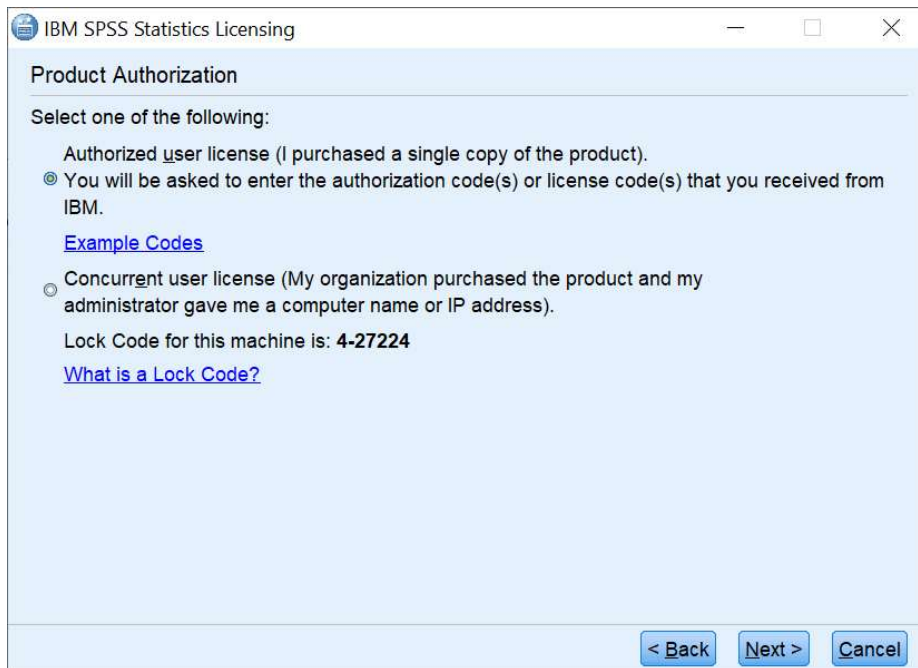 IBM SPSS Statistics Licensing
Product Authorization
Select one of the following:
Authorized user license (I purchased a single copy of the product).
You will be asked to enter the authorization code(s) or license code(s) that you received from
IBM.
Example Codes
Concurrent user license (My organization purchased the product and my
administrator gave me a computer name or IP address).
Lock Code for this machine is: 4-27224
What is a Lock Code?
< Back Next > Cancel